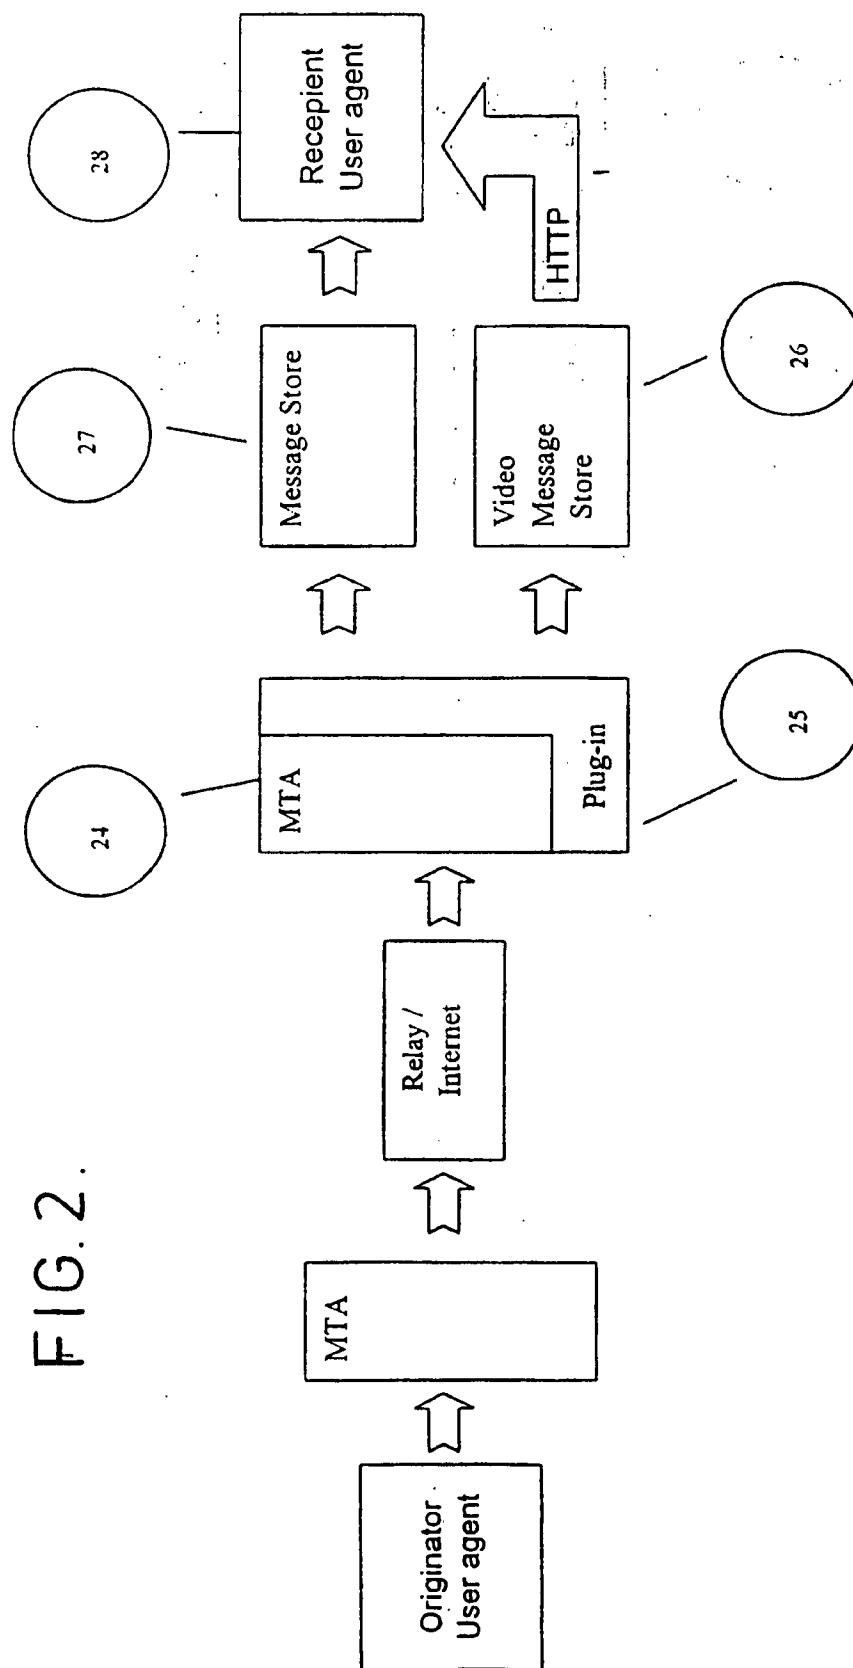 FIG. 2.
Originator
User agent
MTA
Relay /
Internet
MTA
Plug-in
24
25
Message Store
27
Video
Message
Store
26
HTTP
Recepient
User agent
28